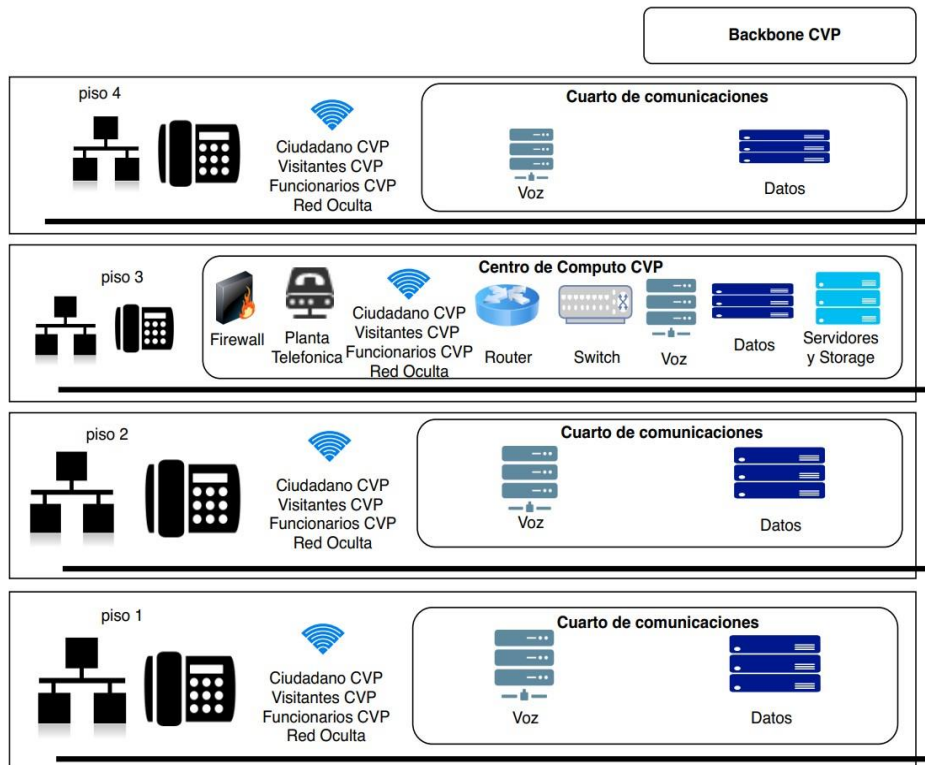 Backbone CVP
piso 4
Ciudadano CVP
Visitantes CVP
Funcionarios CVP
Red Oculta
Cuarto de comunicaciones
Voz
Datos
piso 3
Centro de Computo CVP
Firewall
Planta
Telefonica
Ciudadano CVP
Visitantes CVP
Funcionarios CVP
Red Oculta
Router
Switch
Voz
Datos
Servidores
y Storage
piso 2
Ciudadano CVP
Visitantes CVP
Funcionarios CVP
Red Oculta
Cuarto de comunicaciones
Voz
Datos
piso 1
Ciudadano CVP
Visitantes CVP
Funcionarios CVP
Red Oculta
Cuarto de comunicaciones
Voz
Datos